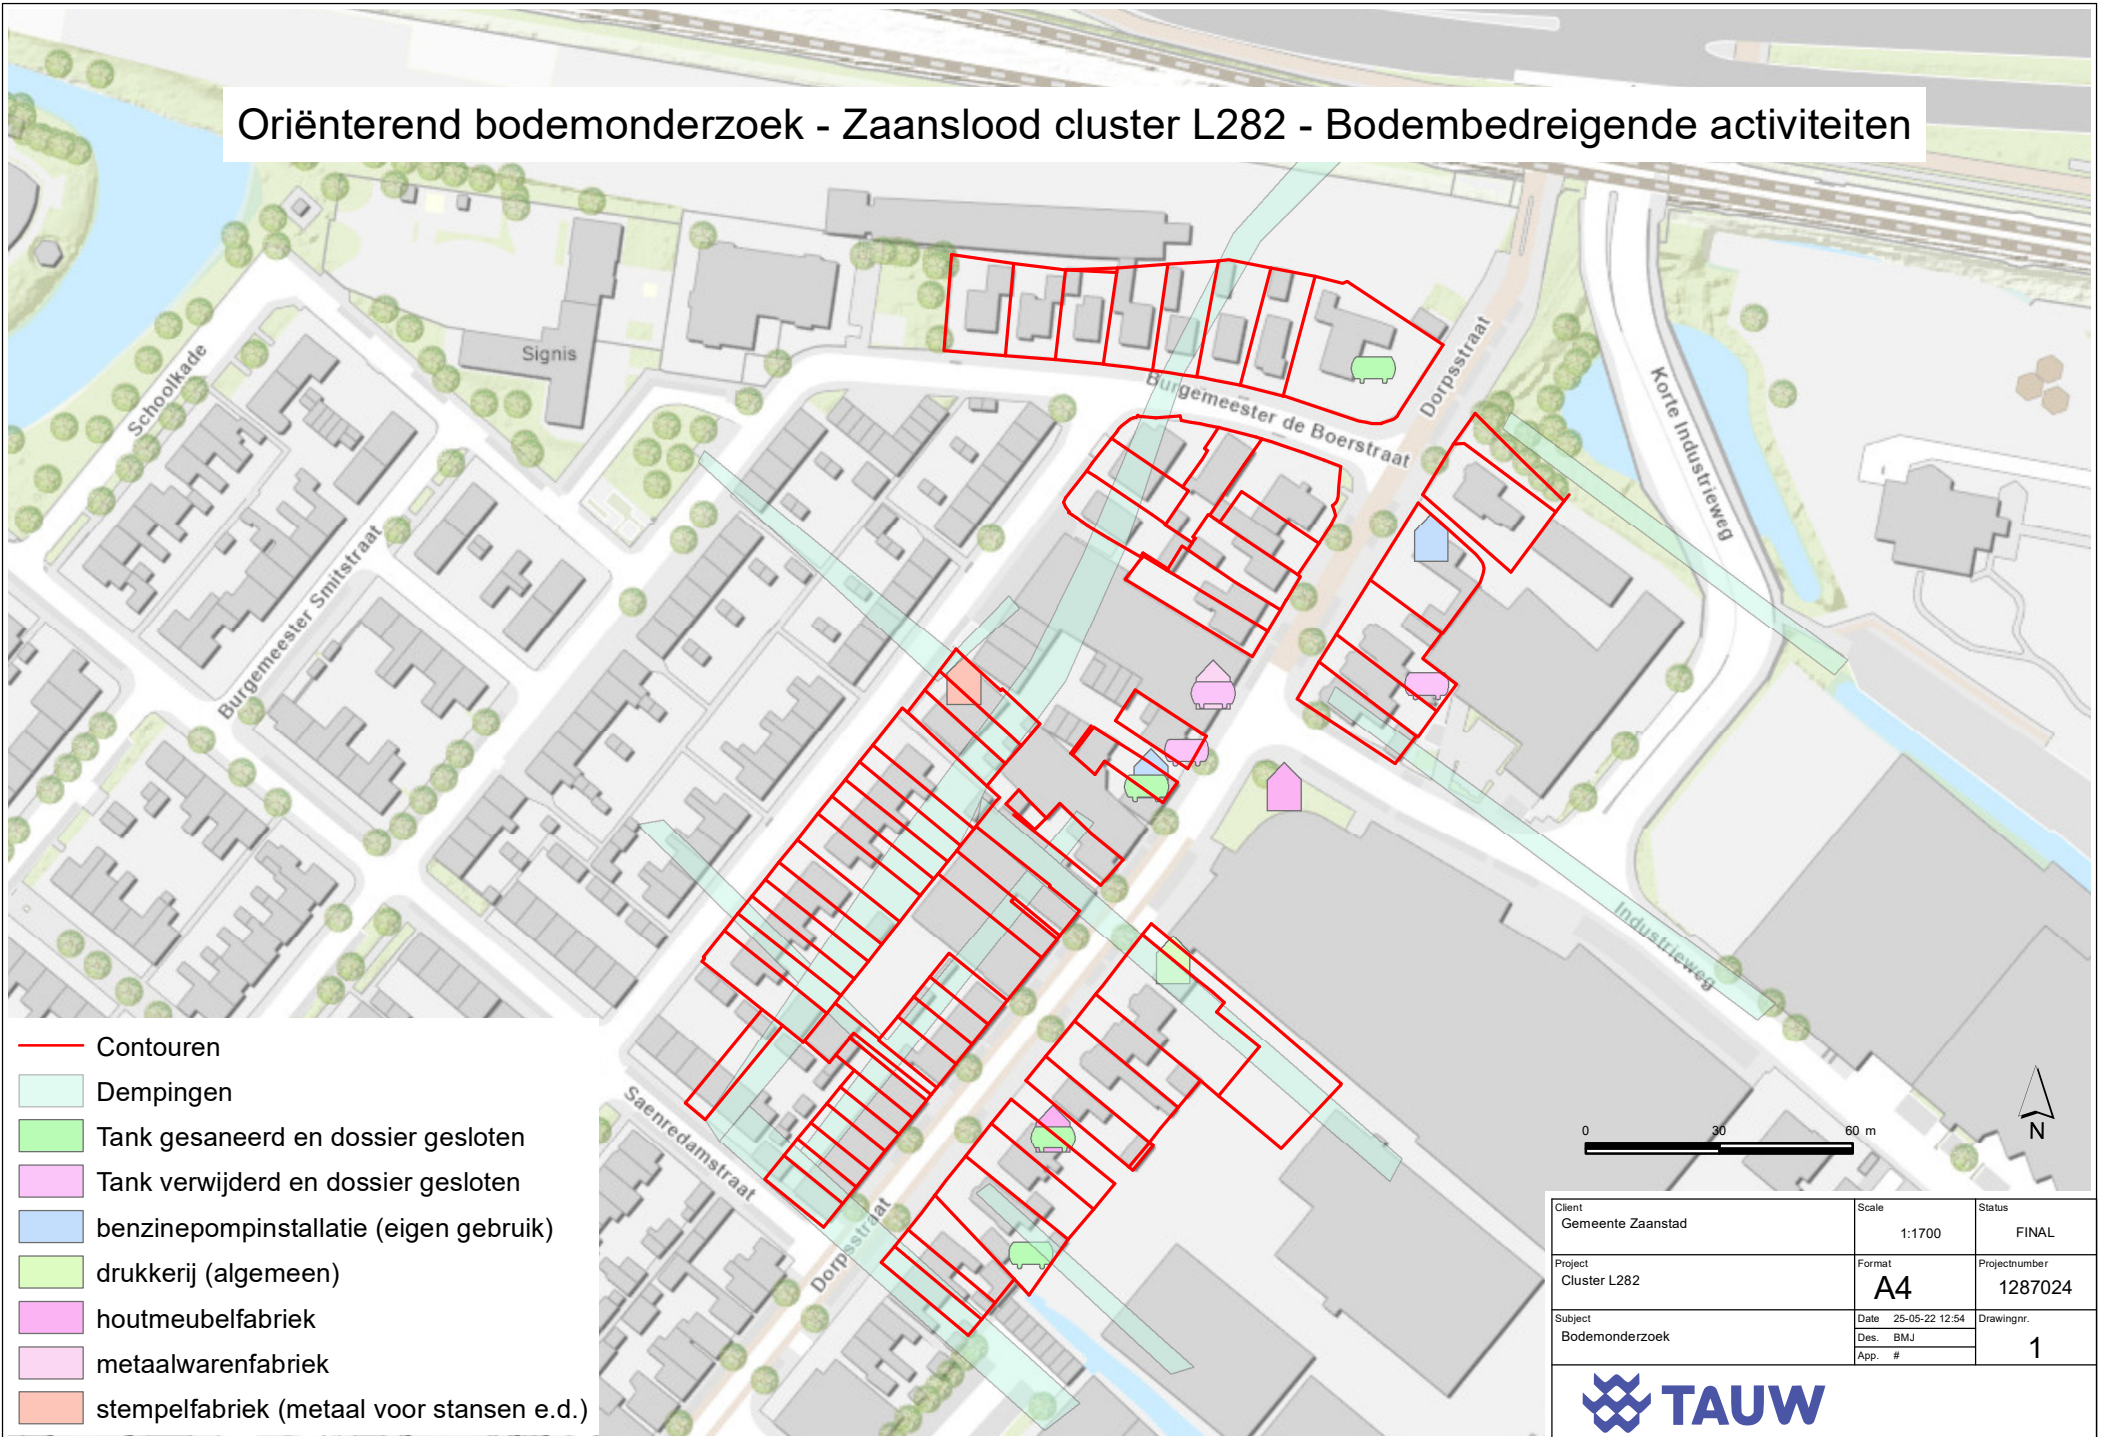 Oriënterend bodemonderzoek - Zaanslood cluster L282 - Bodembedreigende activiteiten
Signis
Schoolkade
Burgemeester Smitstraat
Burgemeester de Boerstraat
Dorpsstraat
Korte Industrieweg
Industrieweg
Saenredamstraat
Dorpsstraat
Contouren
Dempingen
Tank gesaneerd en dossier gesloten
Tank verwijderd en dossier gesloten
benzinepompinstallatie (eigen gebruik)
drukkerij (algemeen)
houtmeubelfabriek
metaalwarenfabriek
stempelfabriek (metaal voor stansen e.d.)
0 30 60 m
N
Client
Gemeente Zaanstad
Scale
1:1700
Status
FINAL
Project
Cluster L282
Format
A4
Projectnumber
1287024
Subject
Bodemonderzoek
Date 25-05-22 12:54
Des. BMJ
App. #
Drawingnr.
1
TAUW